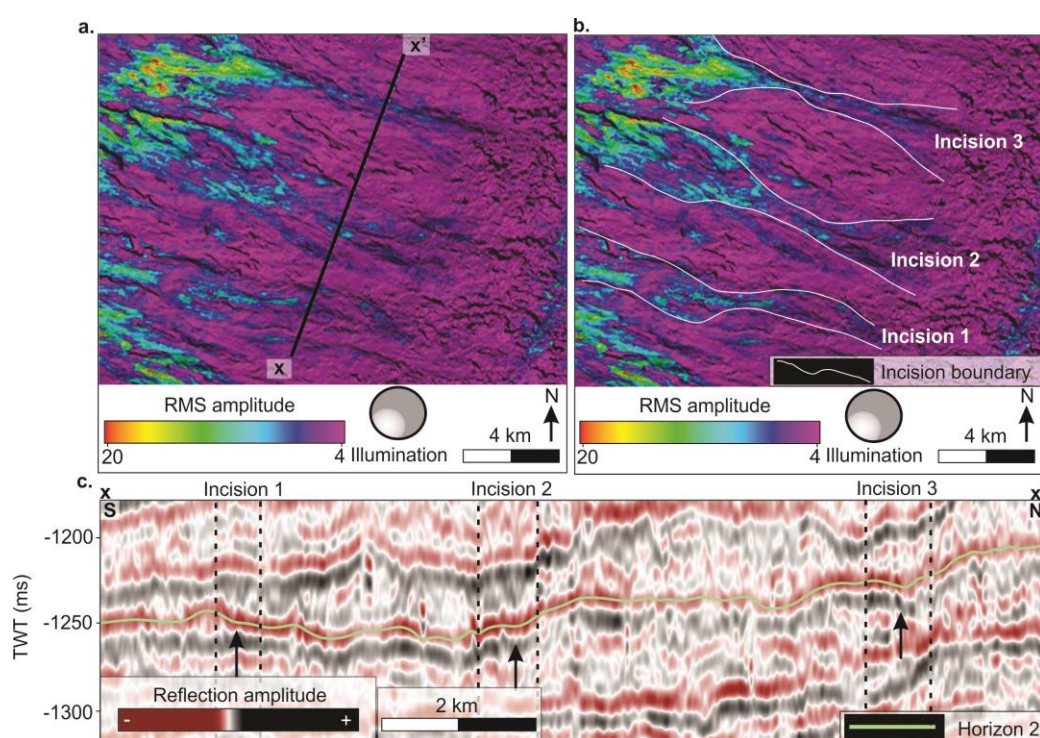 a.
x'
x
RMS amplitude
20
4
Illumination
N
4 km
b.
Incision 3
Incision 2
Incision 1
Incision boundary
RMS amplitude
20
4
Illumination
N
4 km
c.
x
S
Incision 1
Incision 2
Incision 3
x'
N
TWT (ms)
-1200
-1250
-1300
Reflection amplitude
-
+
2 km
Horizon 2